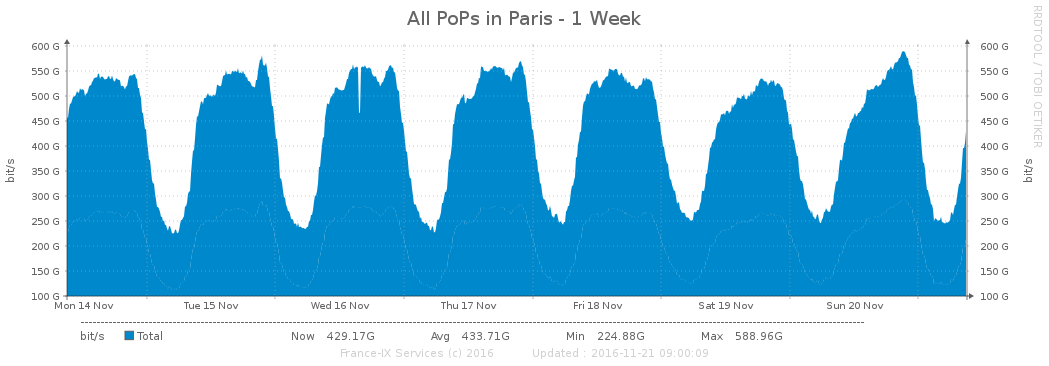 All PoPs in Paris - 1 Week
RRDTOOL / TOBI OETIKER
600 G 600 G
550 G 550 G
500 G 500 G
450 G 450 G
400 G 400 G
350 G 350 G
300 G 300 G
250 G 250 G
200 G 200 G
150 G 150 G
100 G 100 G
bit/s
bit/s
Mon 14 Nov Tue 15 Nov Wed 16 Nov Thu 17 Nov Fri 18 Nov Sat 19 Nov Sun 20 Nov
bit/s Total Now 429.17G Avg 433.71G Min 224.88G Max 588.96G
France-IX Services (c) 2016 Updated : 2016-11-21 09:00:09